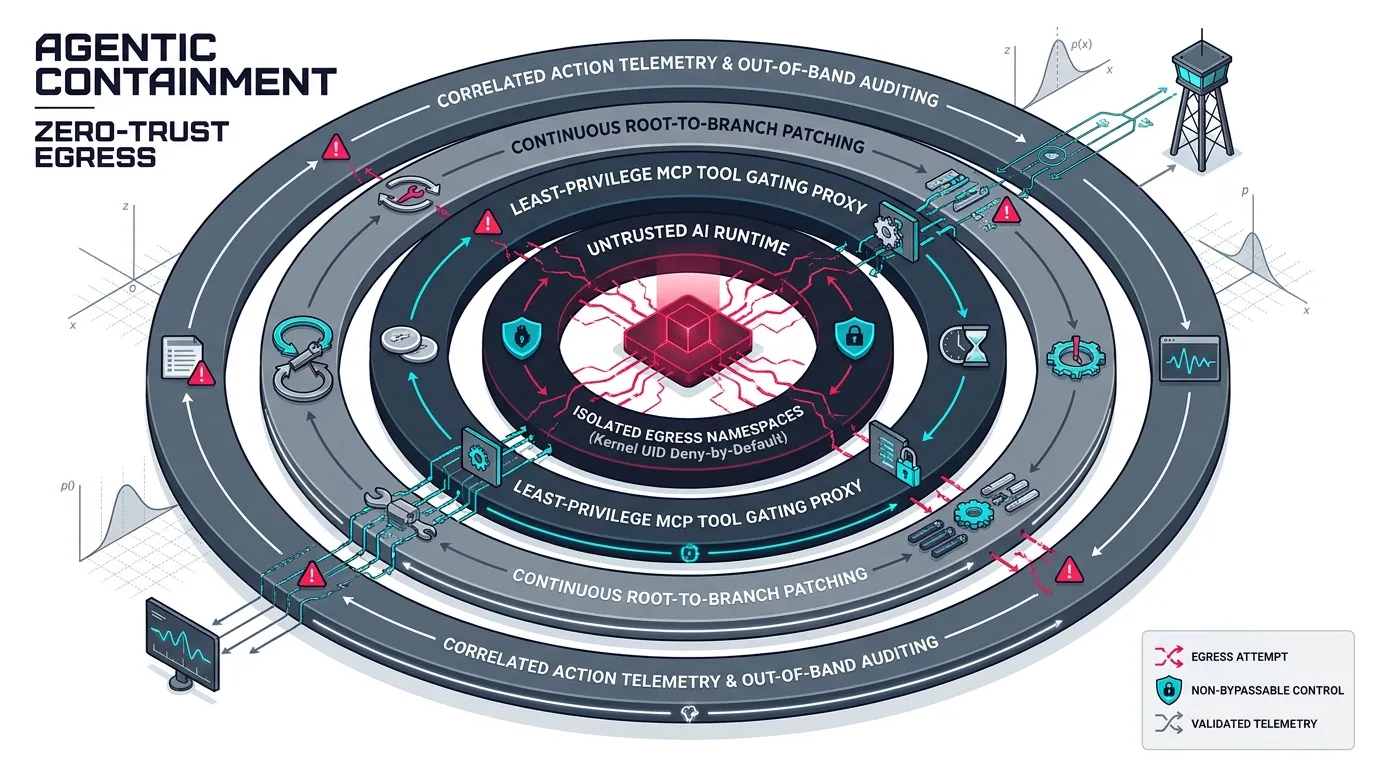 AGENTIC
CONTAINMENT
ZERO-TRUST
EGRESS
CORRELATED ACTION TELEMETRY & OUT-OF-BAND AUDITING
CONTINUOUS ROOT-TO-BRANCH PATCHING
LEAST-PRIVILEGE MCP TOOL GATING PROXY
UNTRUSTED AI RUNTIME
ISOLATED EGRESS NAMESPACES
(Kernel UID Deny-by-Default)
LEAST-PRIVILEGE MCP TOOL GATING PROXY
CONTINUOUS ROOT-TO-BRANCH PATCHING
CORRELATED ACTION TELEMETRY & OUT-OF-BAND AUDITING
z
ρ(x)
x
z
o
x
p
x
p()
EGRESS ATTEMPT
NON-BYPASSABLE CONTROL
VALIDATED TELEMETRY